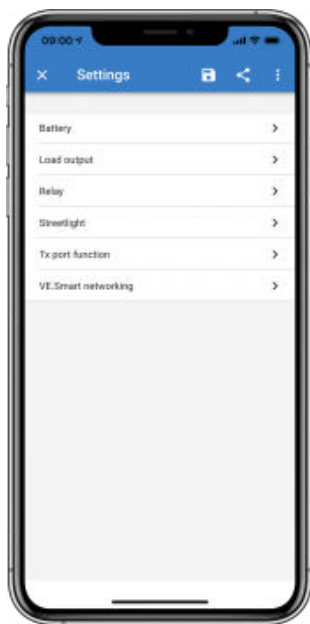 09:00
Settings
Battery
Load output
Relay
Streetlight
Tx port function
VE.Smart networking